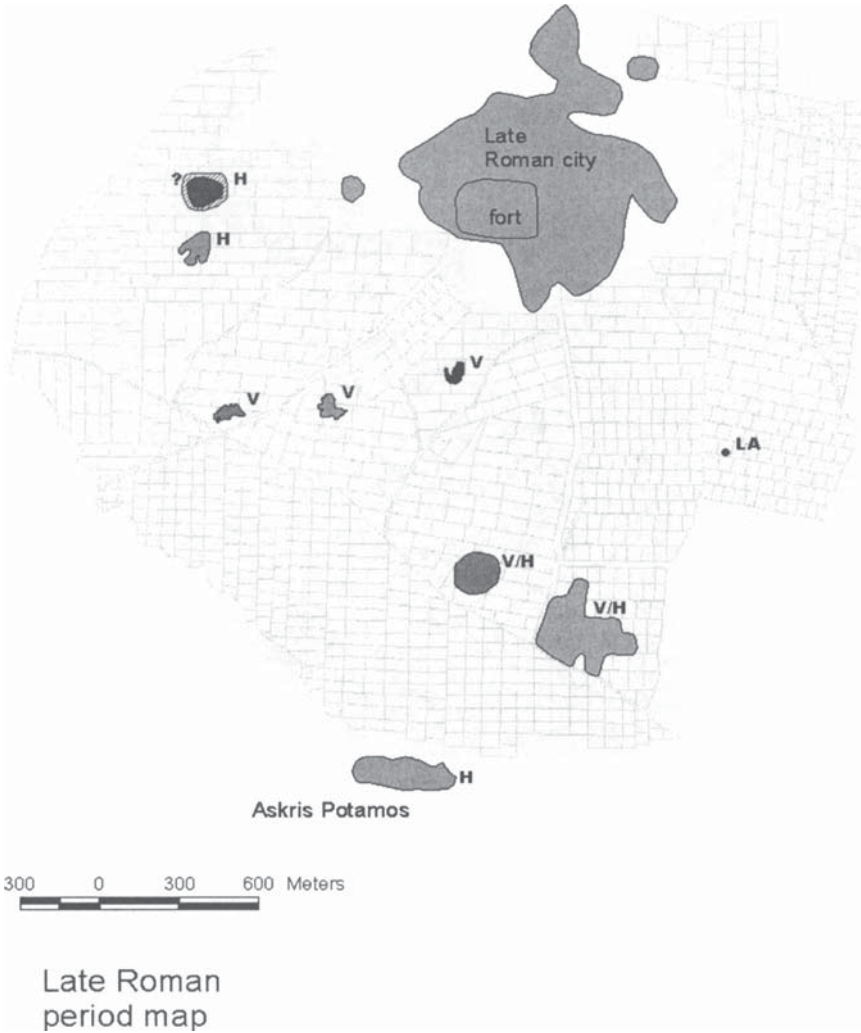 Late
Roman city
fort
? H
H
V
V
V
LA
V/H
V/H
H
Askris Potamos
300 0 300 600 Meters
Late Roman
period map